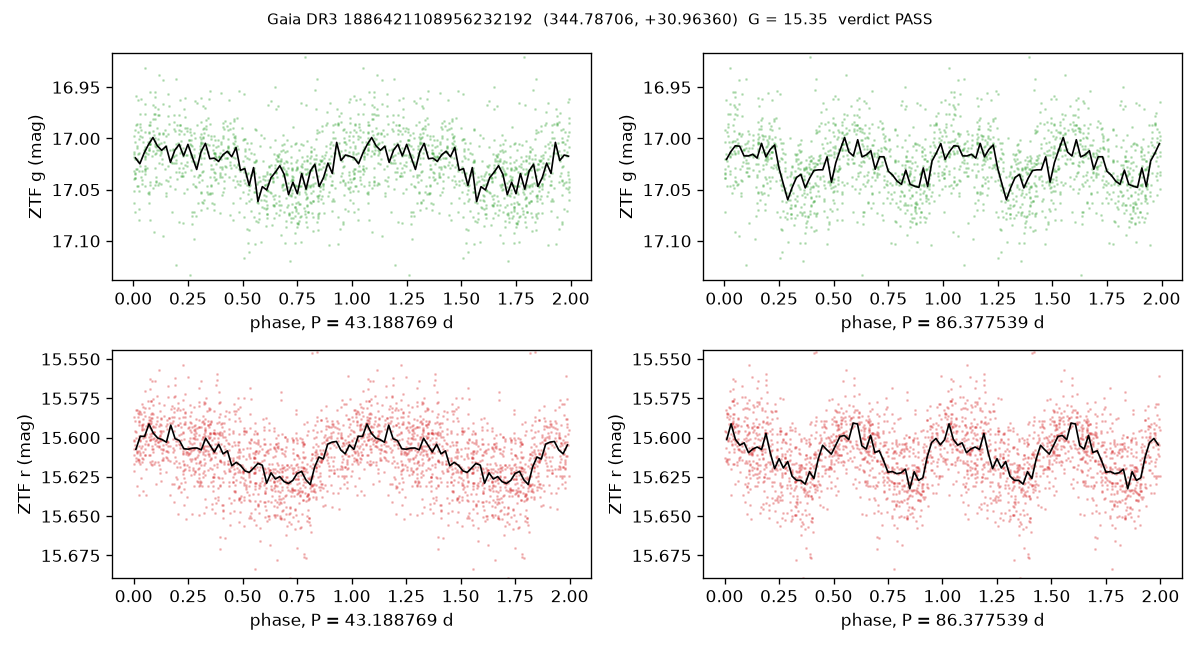 Gaia DR3 1886421108956232192 (344.78706, +30.96360) G = 15.35 verdict PASS
ZTF g (mag)
16.95
17.00
17.05
17.10
0.00 0.25 0.50 0.75 1.00 1.25 1.50 1.75 2.00
phase, P = 43.188769 d
ZTF g (mag)
16.95
17.00
17.05
17.10
0.00 0.25 0.50 0.75 1.00 1.25 1.50 1.75 2.00
phase, P = 86.377539 d
ZTF r (mag)
15.550
15.575
15.600
15.625
15.650
15.675
0.00 0.25 0.50 0.75 1.00 1.25 1.50 1.75 2.00
phase, P = 43.188769 d
ZTF r (mag)
15.550
15.575
15.600
15.625
15.650
15.675
0.00 0.25 0.50 0.75 1.00 1.25 1.50 1.75 2.00
phase, P = 86.377539 d